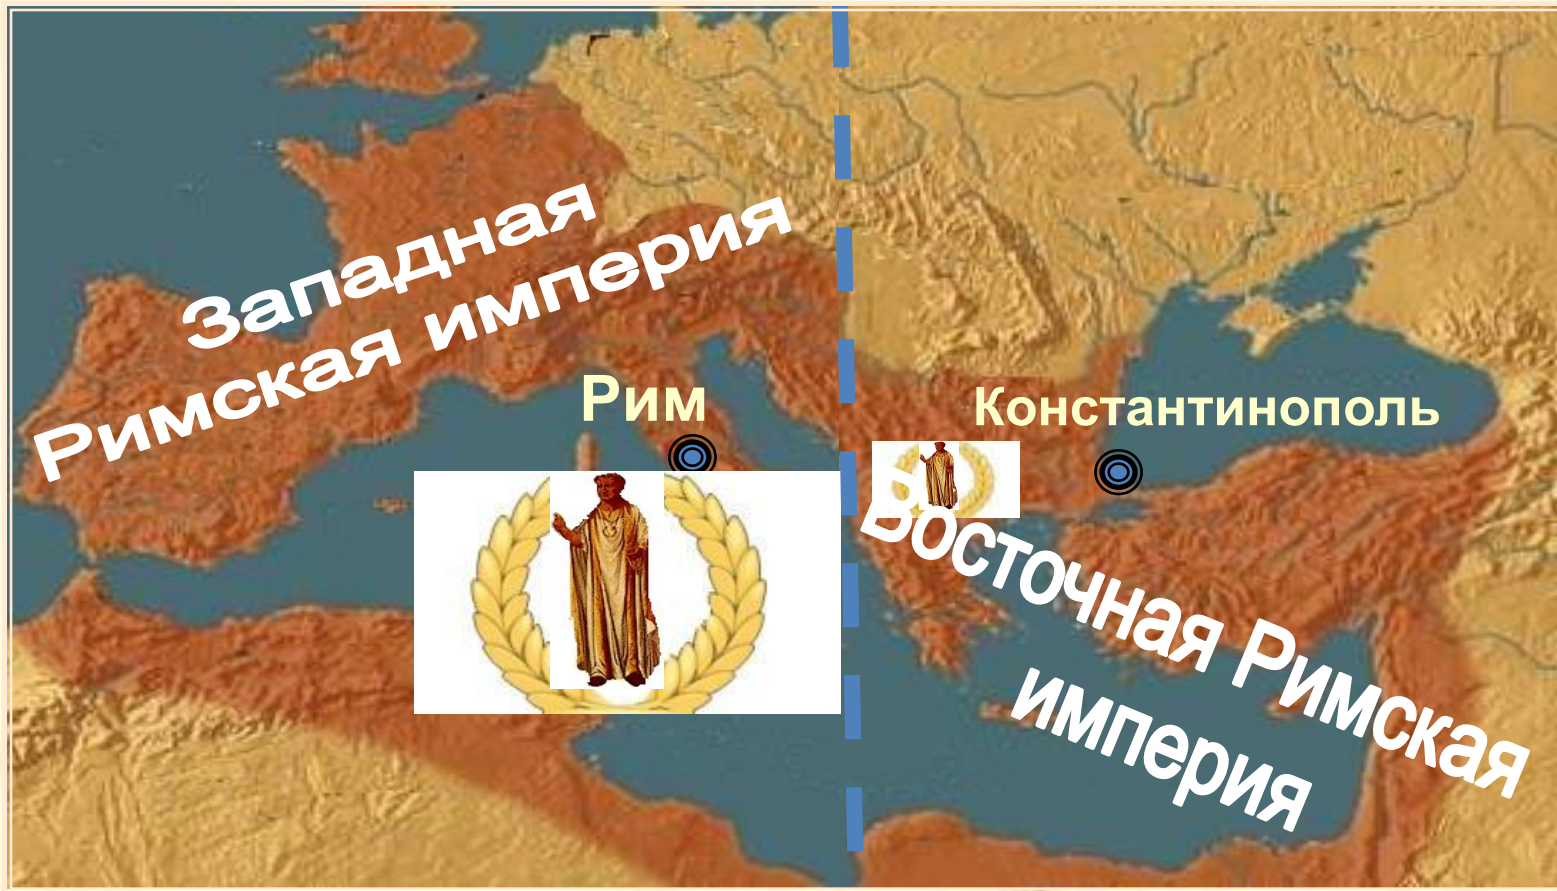 Западная
Римская империя
Рим
Константинополь
Восточная Римская
империя